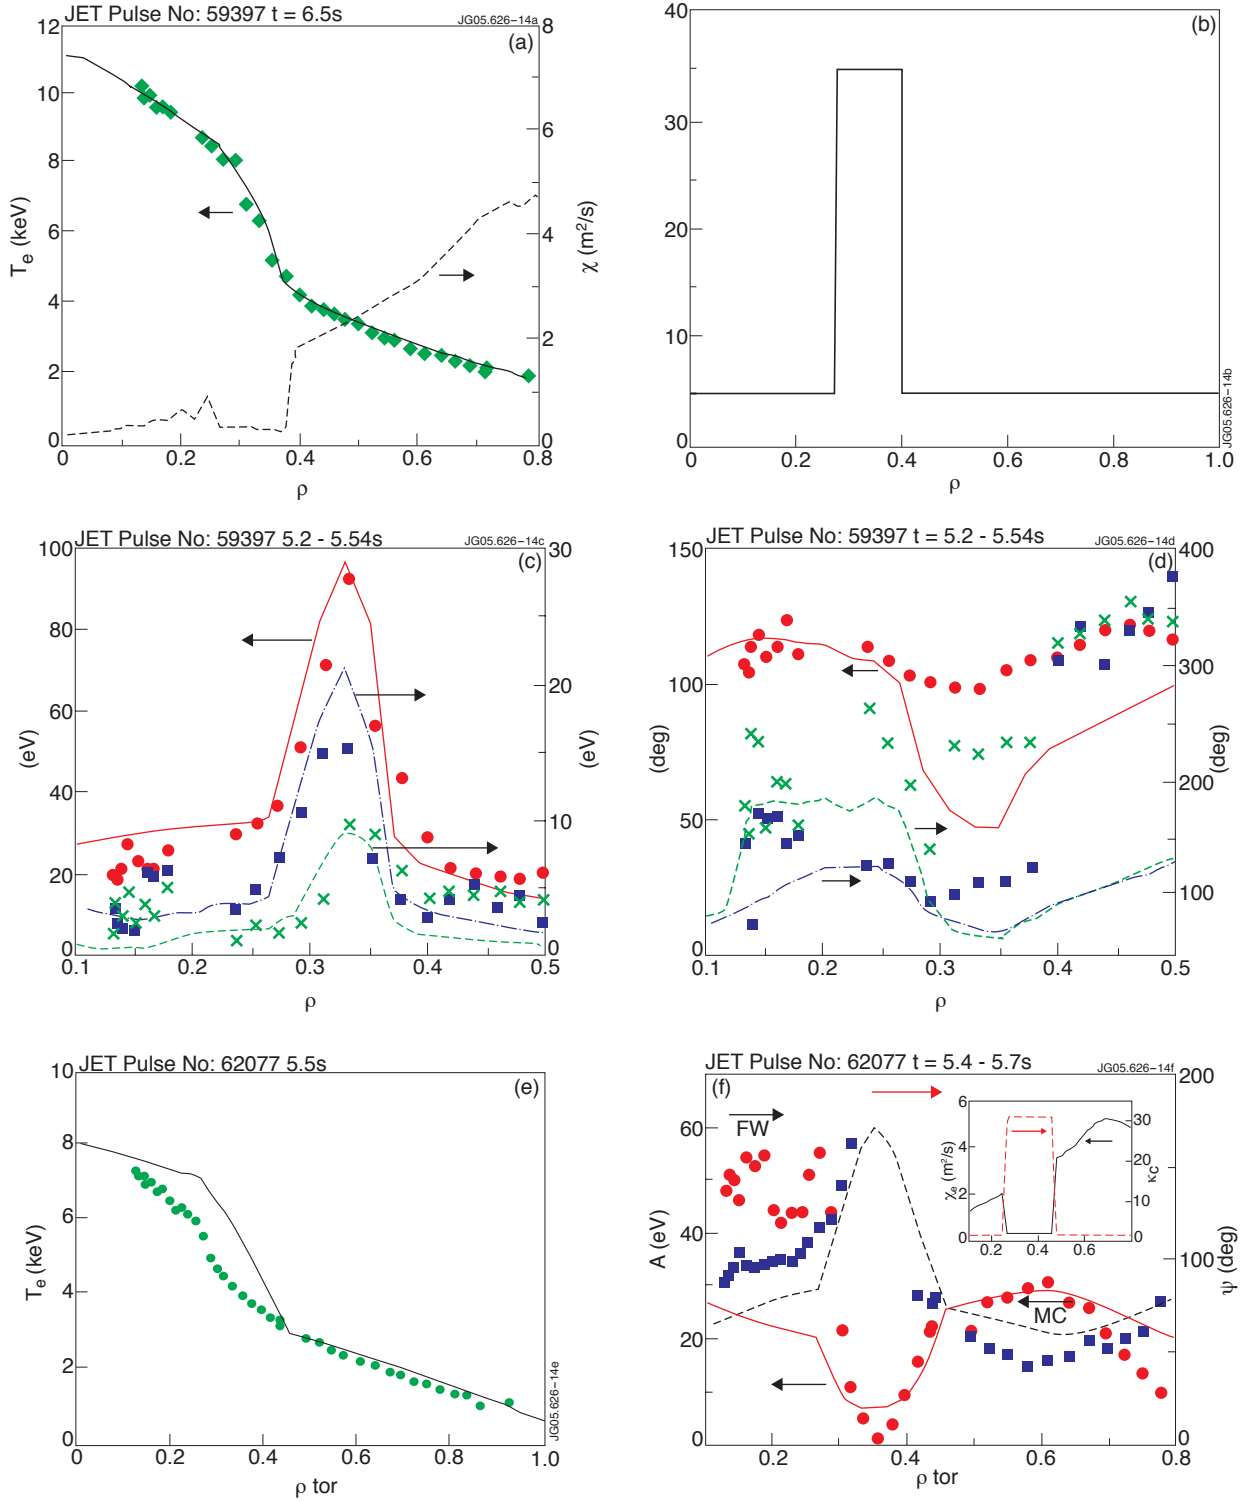 JET Pulse No: 59397 t = 6.5s
JG05.626-14a
(a)
12
10
8
6
4
2
0
T_e (keV)
8
6
4
2
0
χ (m²/s)
0 0.2 0.4 0.6 0.8
ρ
(b)
40
30
20
10
0
0 0.2 0.4 0.6 0.8 1.0
ρ
JG05.626-14b
JET Pulse No: 59397 5.2 - 5.54s
JG05.626-14c
(c)
100
80
60
40
20
0
(eV)
30
20
10
0
(eV)
0.1 0.2 0.3 0.4 0.5
ρ
JET Pulse No: 59397 t = 5.2 - 5.54s
JG05.626-14d
(d)
150
100
50
0
(deg)
400
300
200
100
0
(deg)
0.1 0.2 0.3 0.4 0.5
ρ
JET Pulse No: 62077 5.5s
(e)
10
8
6
4
2
0
T_e (keV)
0 0.2 0.4 0.6 0.8 1.0
ρ tor
JG05.626-14e
JET Pulse No: 62077 t = 5.4 - 5.7s
JG05.626-14f
(f)
FW
MC
60
40
20
0
A (eV)
200
100
0
ψ (deg)
0.2 0.4 0.6 0.8
ρ tor
6
4
2
0
χ_e (m²/s)
30
20
10
0
κ_c
0.2 0.4 0.6